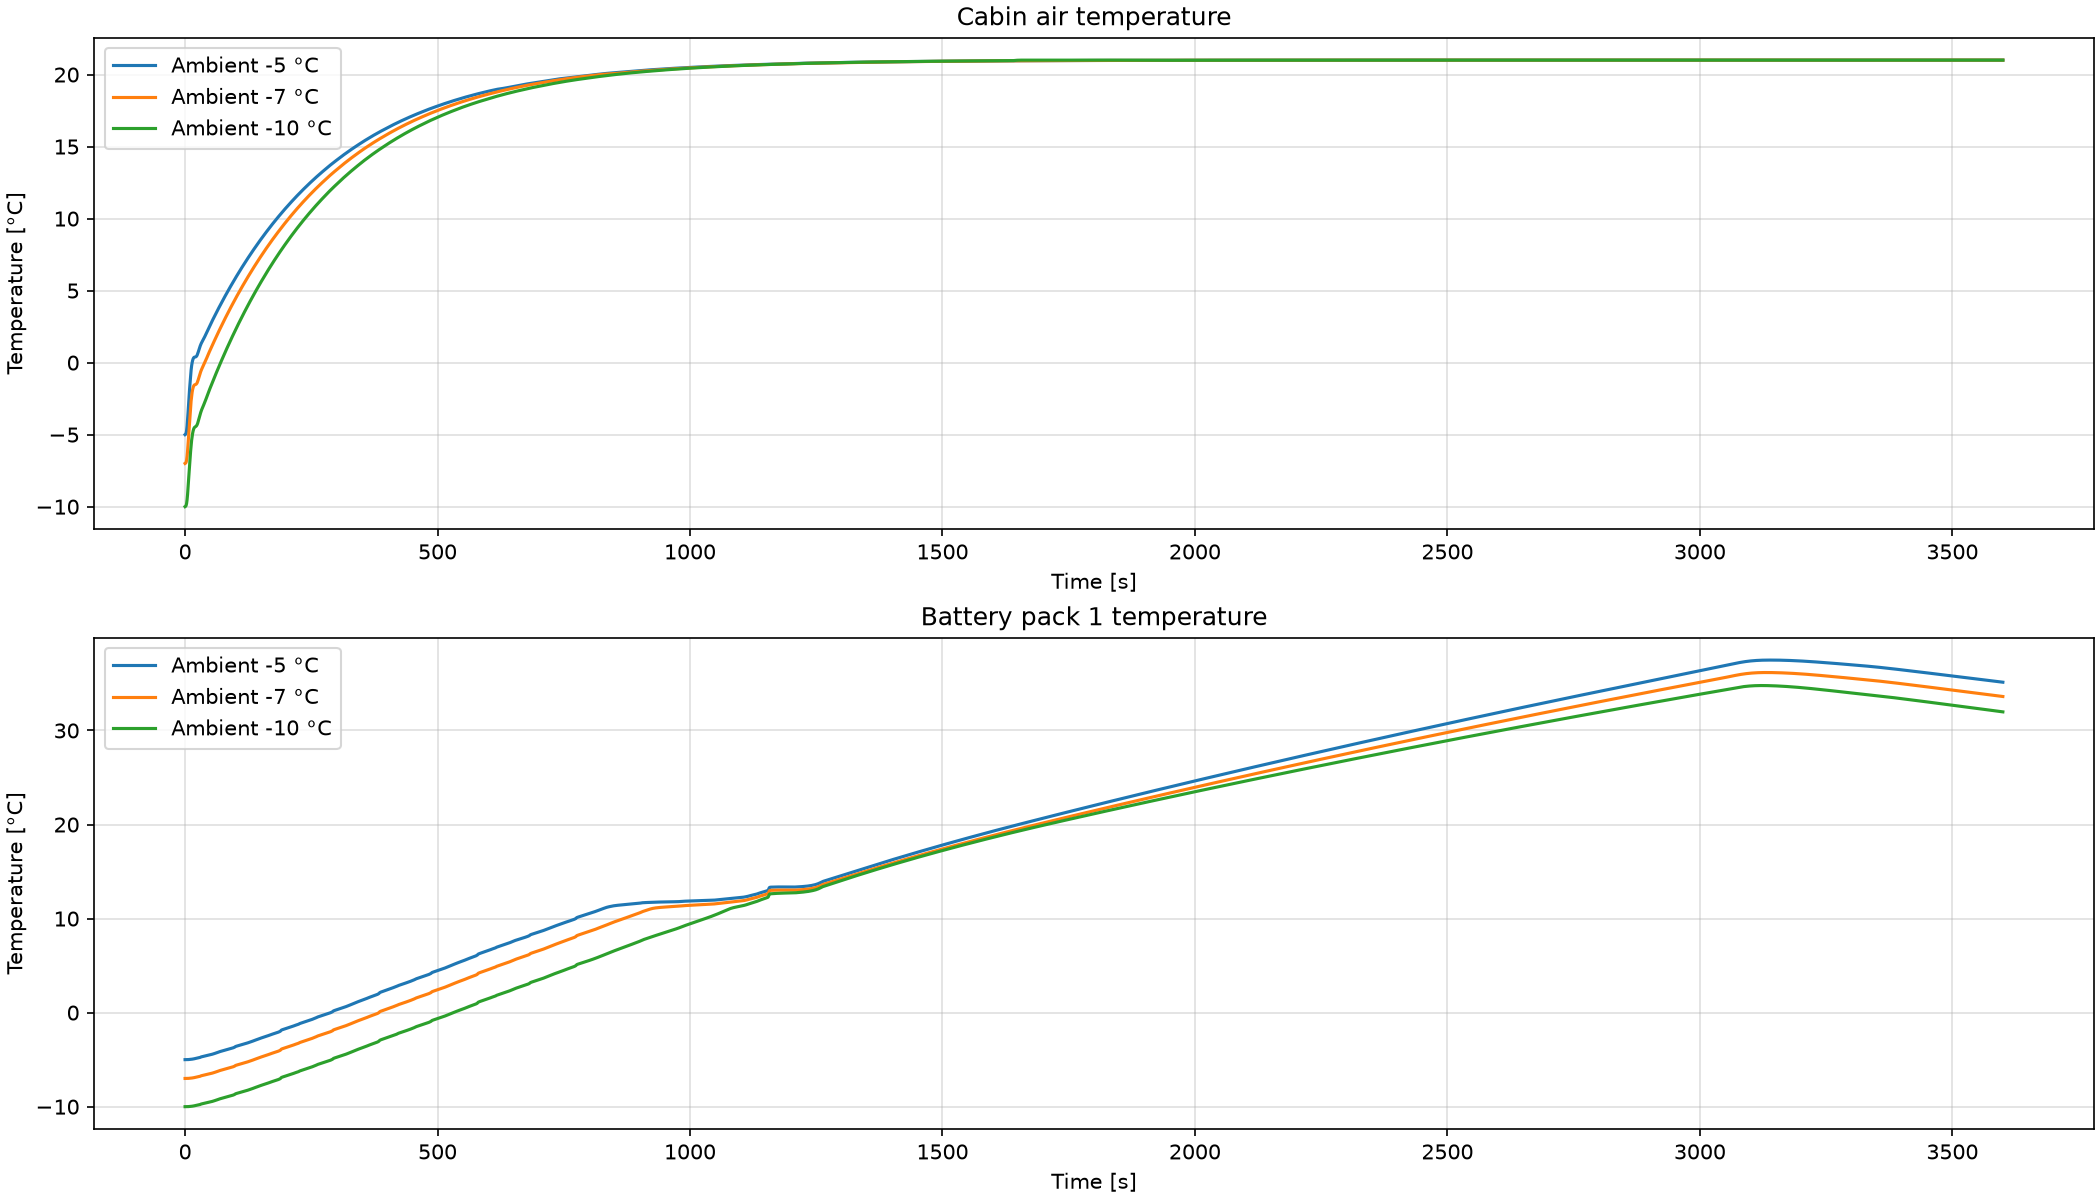 Cabin air temperature
Ambient -5 °C
Ambient -7 °C
Ambient -10 °C
Temperature [°C]
20
15
10
5
0
−5
−10
0 500 1000 1500 2000 2500 3000 3500
Time [s]
Battery pack 1 temperature
Ambient -5 °C
Ambient -7 °C
Ambient -10 °C
Temperature [°C]
30
20
10
0
−10
0 500 1000 1500 2000 2500 3000 3500
Time [s]